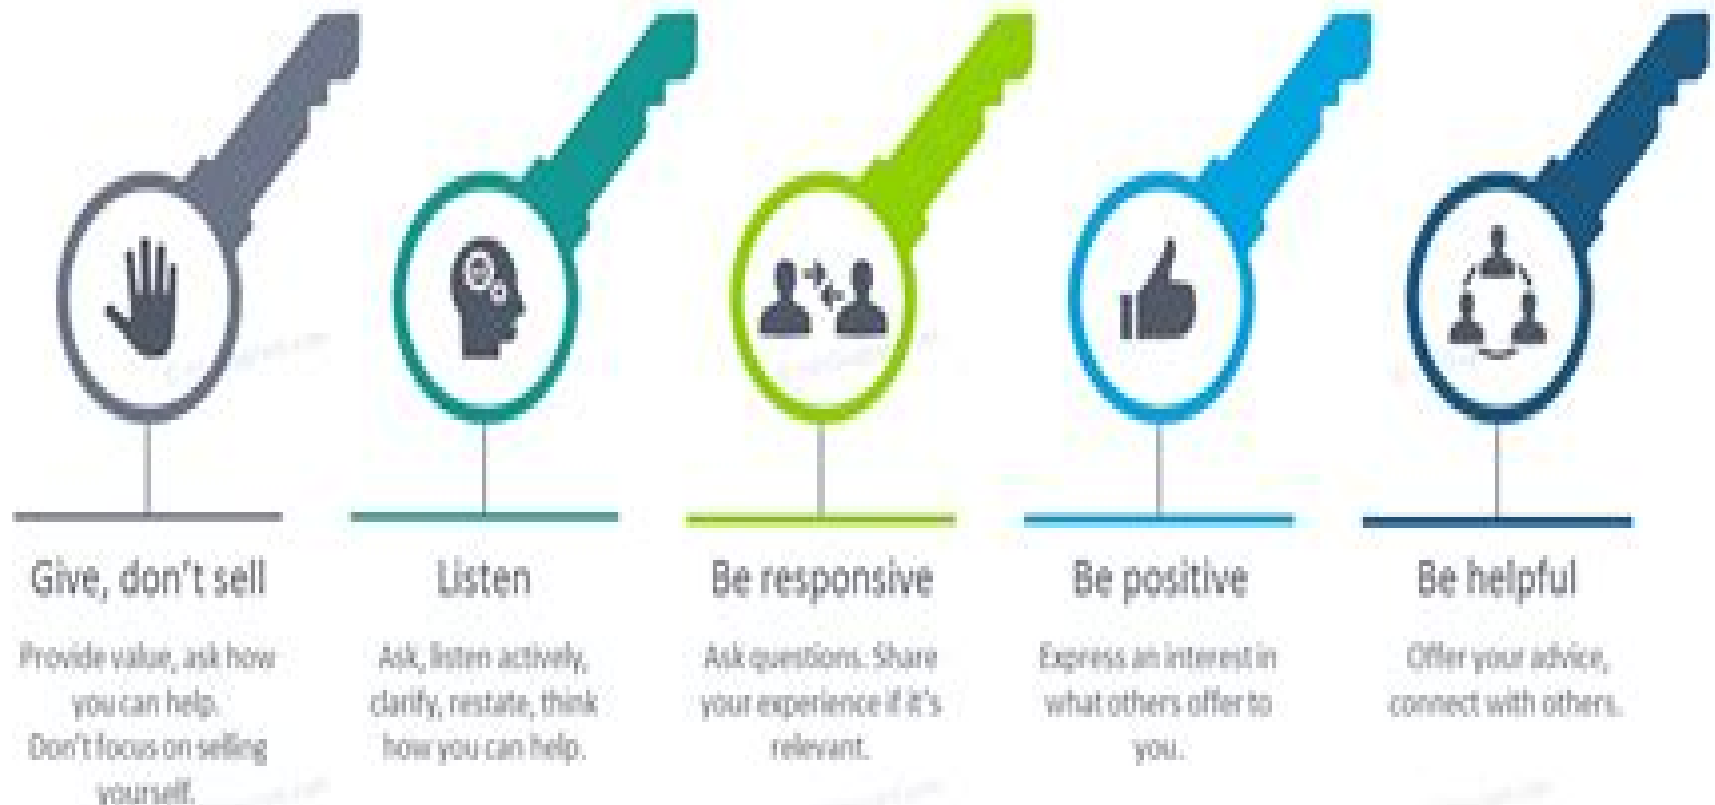 Give, don't sell
Provide value, ask how
you can help.
Don't focus on selling
yourself.
Listen
Ask, listen actively,
clarify, restate, think
how you can help.
Be responsive
Ask questions. Share
your experience if it's
relevant.
Be positive
Express an interest in
what others offer to
you.
Be helpful
Offer your advice,
connect with others.